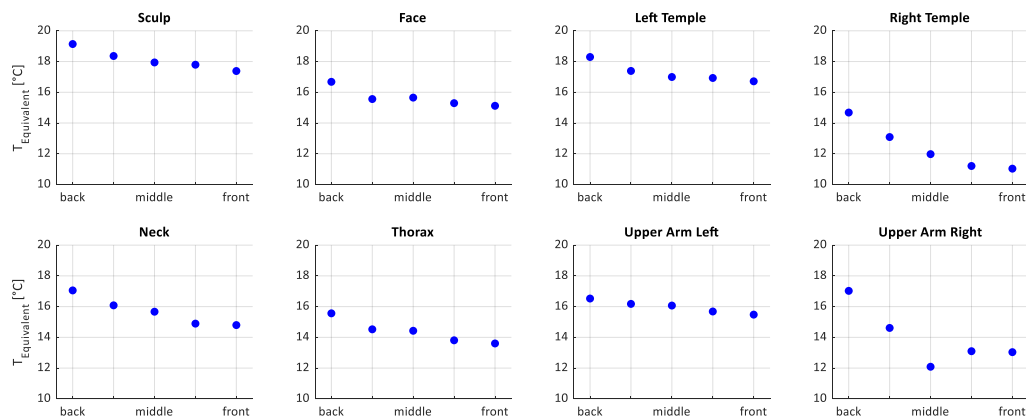 Sculp
Face
Left Temple
Right Temple
T_Equivalent [°C]
20
18
16
14
12
10
back
middle
front
20
18
16
14
12
10
back
middle
front
20
18
16
14
12
10
back
middle
front
20
18
16
14
12
10
back
middle
front
Neck
Thorax
Upper Arm Left
Upper Arm Right
T_Equivalent [°C]
20
18
16
14
12
10
back
middle
front
20
18
16
14
12
10
back
middle
front
20
18
16
14
12
10
back
middle
front
20
18
16
14
12
10
back
middle
front